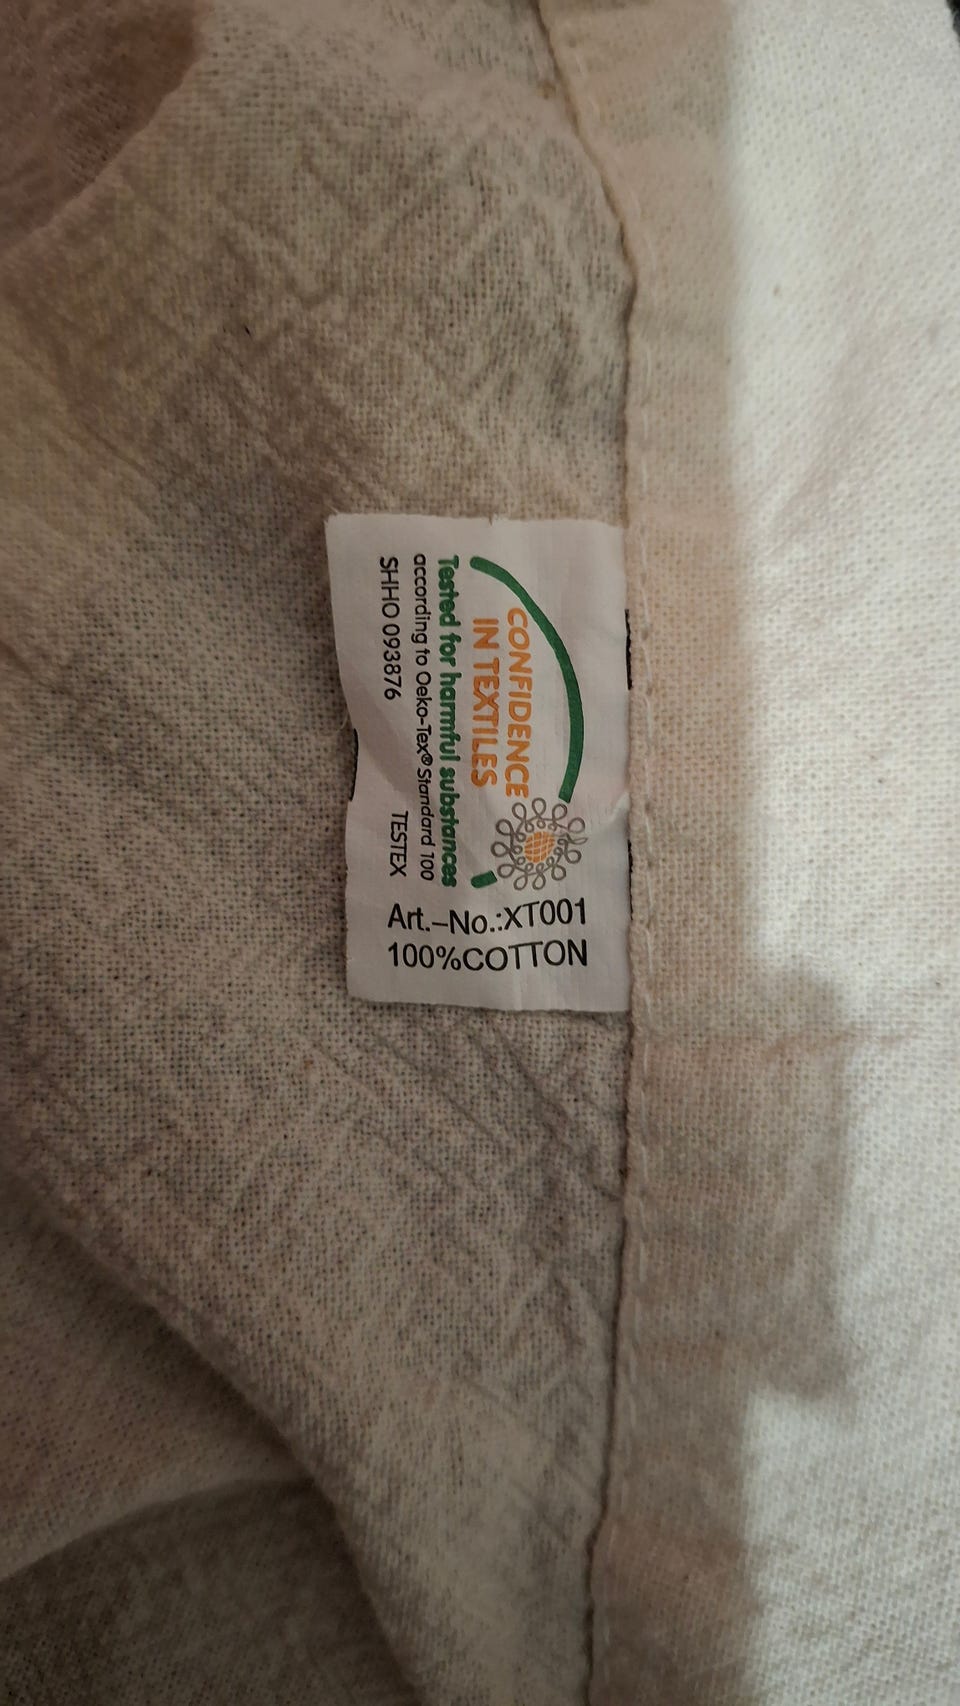 CONFIDENCE
IN TEXTILES
Tested for harmful substances
according to Oeko-Tex® Standard 100
SHHO 093876 TESTEX
Art.-No.:XT001
100%COTTON